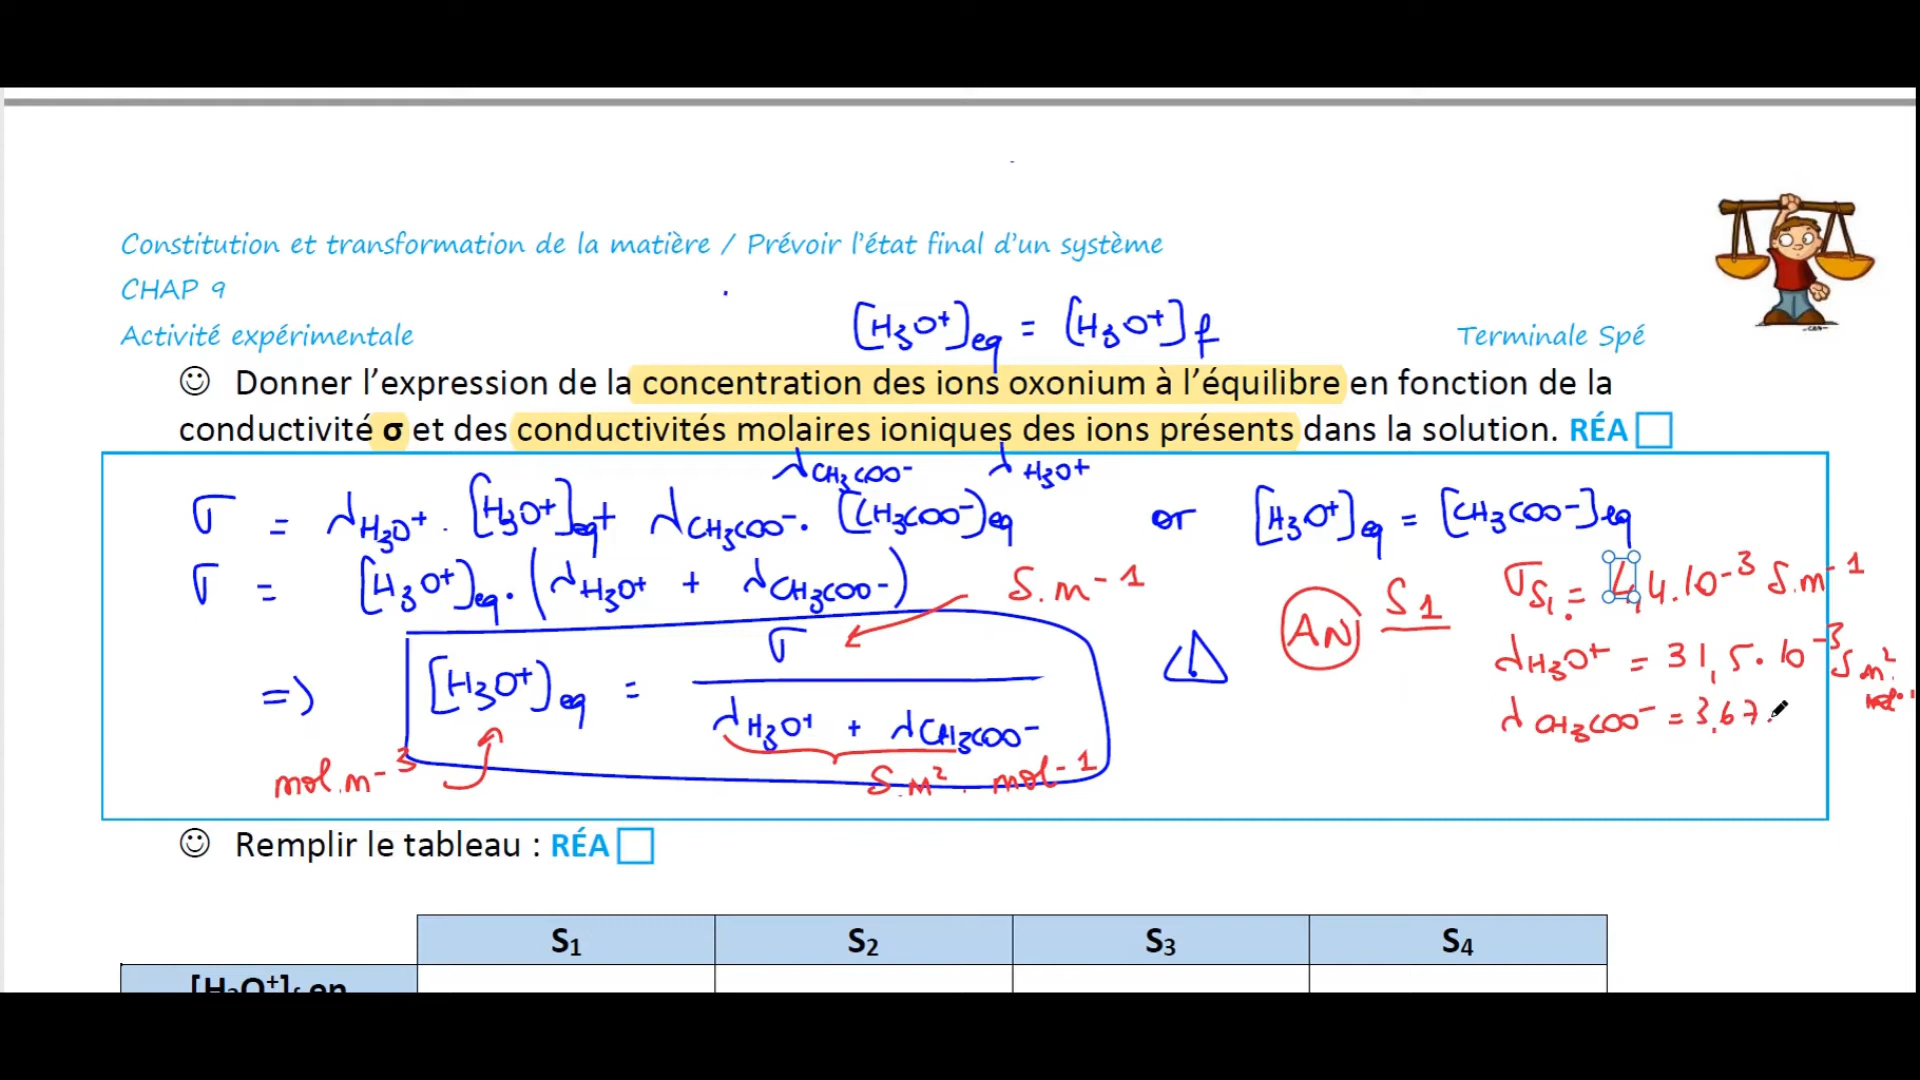 Constitution et transformation de la matière / Prévoir l'état final d'un système
CHAP 9
[H3O+]eq = [H3O+]f
Activité expérimentale
Terminale Spé
☺ Donner l'expression de la concentration des ions oxonium à l'équilibre en fonction de la
conductivité σ et des conductivités molaires ioniques des ions présents dans la solution. RÉA □
λCH3COO- λH3O+
σ = λH3O+ . [H3O+]eq + λCH3COO- . [CH3COO-]eq or [H3O+]eq = [CH3COO-]eq
σ = [H3O+]eq . (λH3O+ + λCH3COO-) S.m-1
AN S1 σS1 = 4,4.10-3 S.m-1
=> [H3O+]eq = σ / (λH3O+ + λCH3COO-)
λH3O+ = 31,5.10-3 S m2.mol-1
λCH3COO- = 3,67.
mol.m-3 S.m2.mol-1
☺ Remplir le tableau : RÉA □
S1 S2 S3 S4
[H3O+]f en